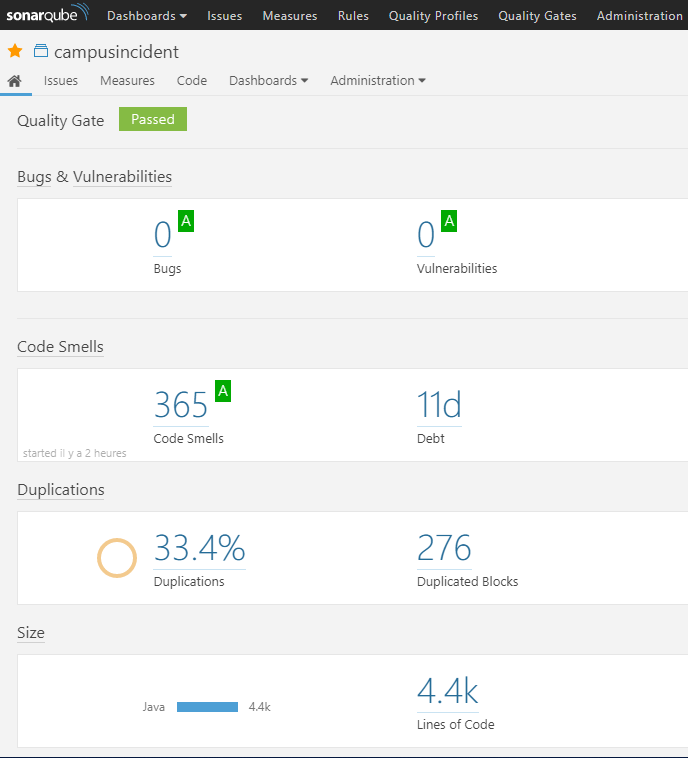 sonarqube Dashboards Issues Measures Rules Quality Profiles Quality Gates Administration
campusincident
Issues Measures Code Dashboards Administration
Quality Gate Passed
Bugs & Vulnerabilities
0 A 0 A
Bugs Vulnerabilities
Code Smells
365 A 11d
Code Smells Debt
started il y a 2 heures
Duplications
33.4% 276
Duplications Duplicated Blocks
Size
Java 4.4k 4.4k
Lines of Code